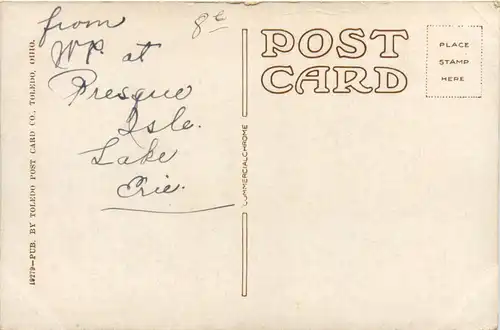 from
W.P. at
Presque
Isle.
Lake
Erie.
8c
POST
CARD
PLACE
STAMP
HERE
COMMERCIALCHROME
19279—PUB. BY TOLEDO POST CARD CO., TOLEDO, OHIO.